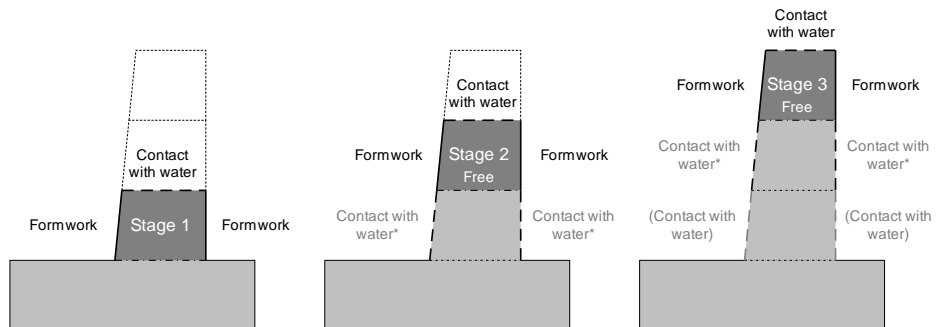 Contact
with water
Formwork
Stage 1
Formwork
Contact
with water
Formwork
Stage 2
Free
Formwork
Contact with
water*
Contact with
water*
Contact
with water
Formwork
Stage 3
Free
Formwork
Contact with
water*
Contact with
water*
(Contact with
water)
(Contact with
water)